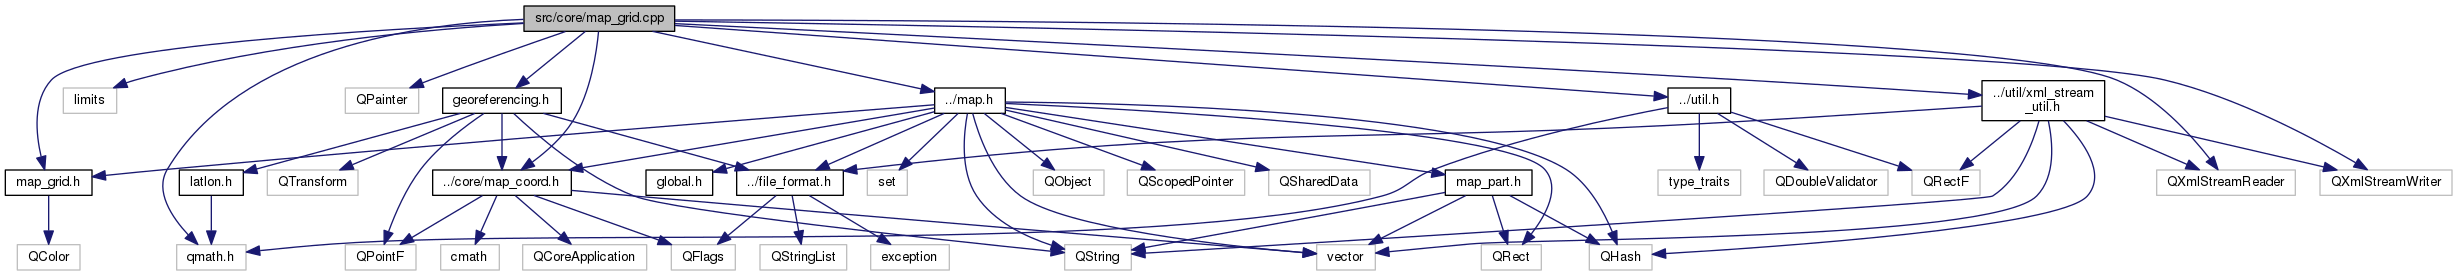 src/core/map_grid.cpp
limits
QPainter
georeferencing.h
../map.h
../util.h
../util/xml_stream
_util.h
map_grid.h
latlon.h
QTransform
../core/map_coord.h
global.h
../file_format.h
set
QObject
QScopedPointer
QSharedData
map_part.h
type_traits
QDoubleValidator
QRectF
QXmlStreamReader
QXmlStreamWriter
QColor
qmath.h
QPointF
cmath
QCoreApplication
QFlags
QStringList
exception
QString
vector
QRect
QHash